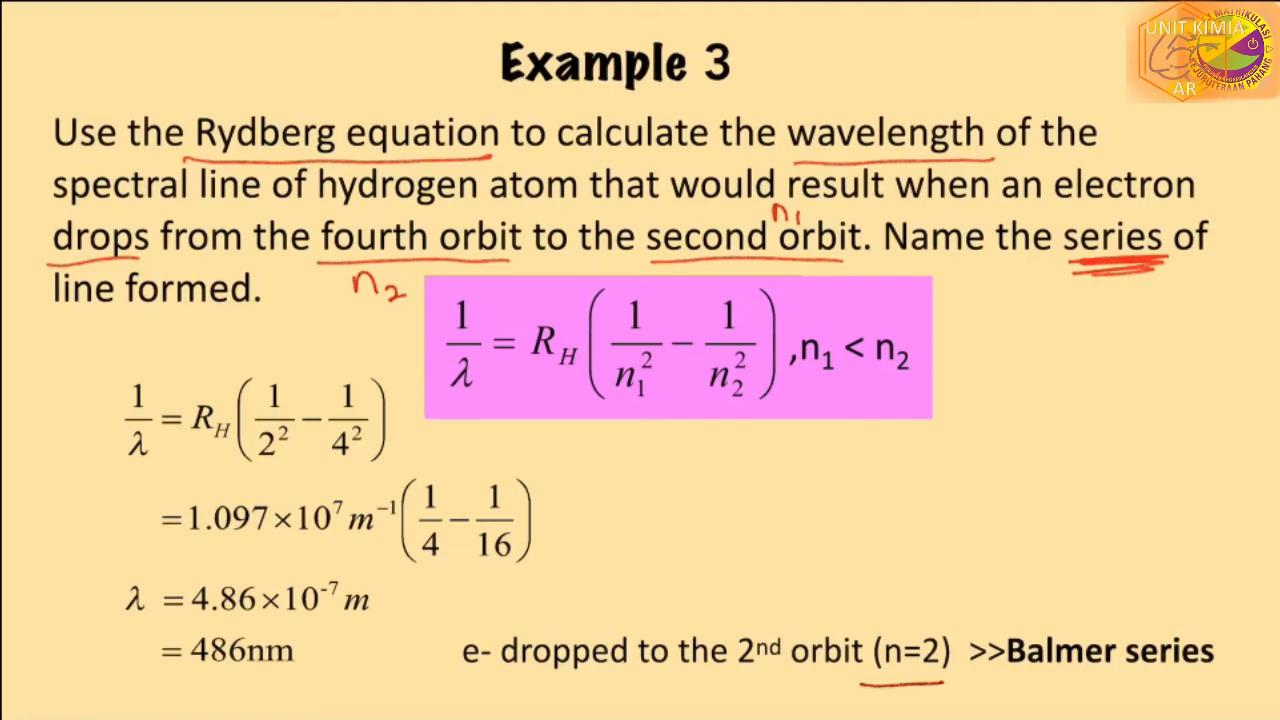 UNIT KIMIA
AR
MATRIKULASI
KEJURUTERAAN PAHANG
Example 3
Use the Rydberg equation to calculate the wavelength of the
spectral line of hydrogen atom that would result when an electron
n₁
drops from the fourth orbit to the second orbit. Name the series of
line formed.
n₂
1/λ = R_H (1/n₁² − 1/n₂²) ,n₁ < n₂
1/λ = R_H (1/2² − 1/4²)
= 1.097×10⁷ m⁻¹ (1/4 − 1/16)
λ = 4.86×10⁻⁷ m
= 486nm
e- dropped to the 2ⁿᵈ orbit (n=2) >>Balmer series